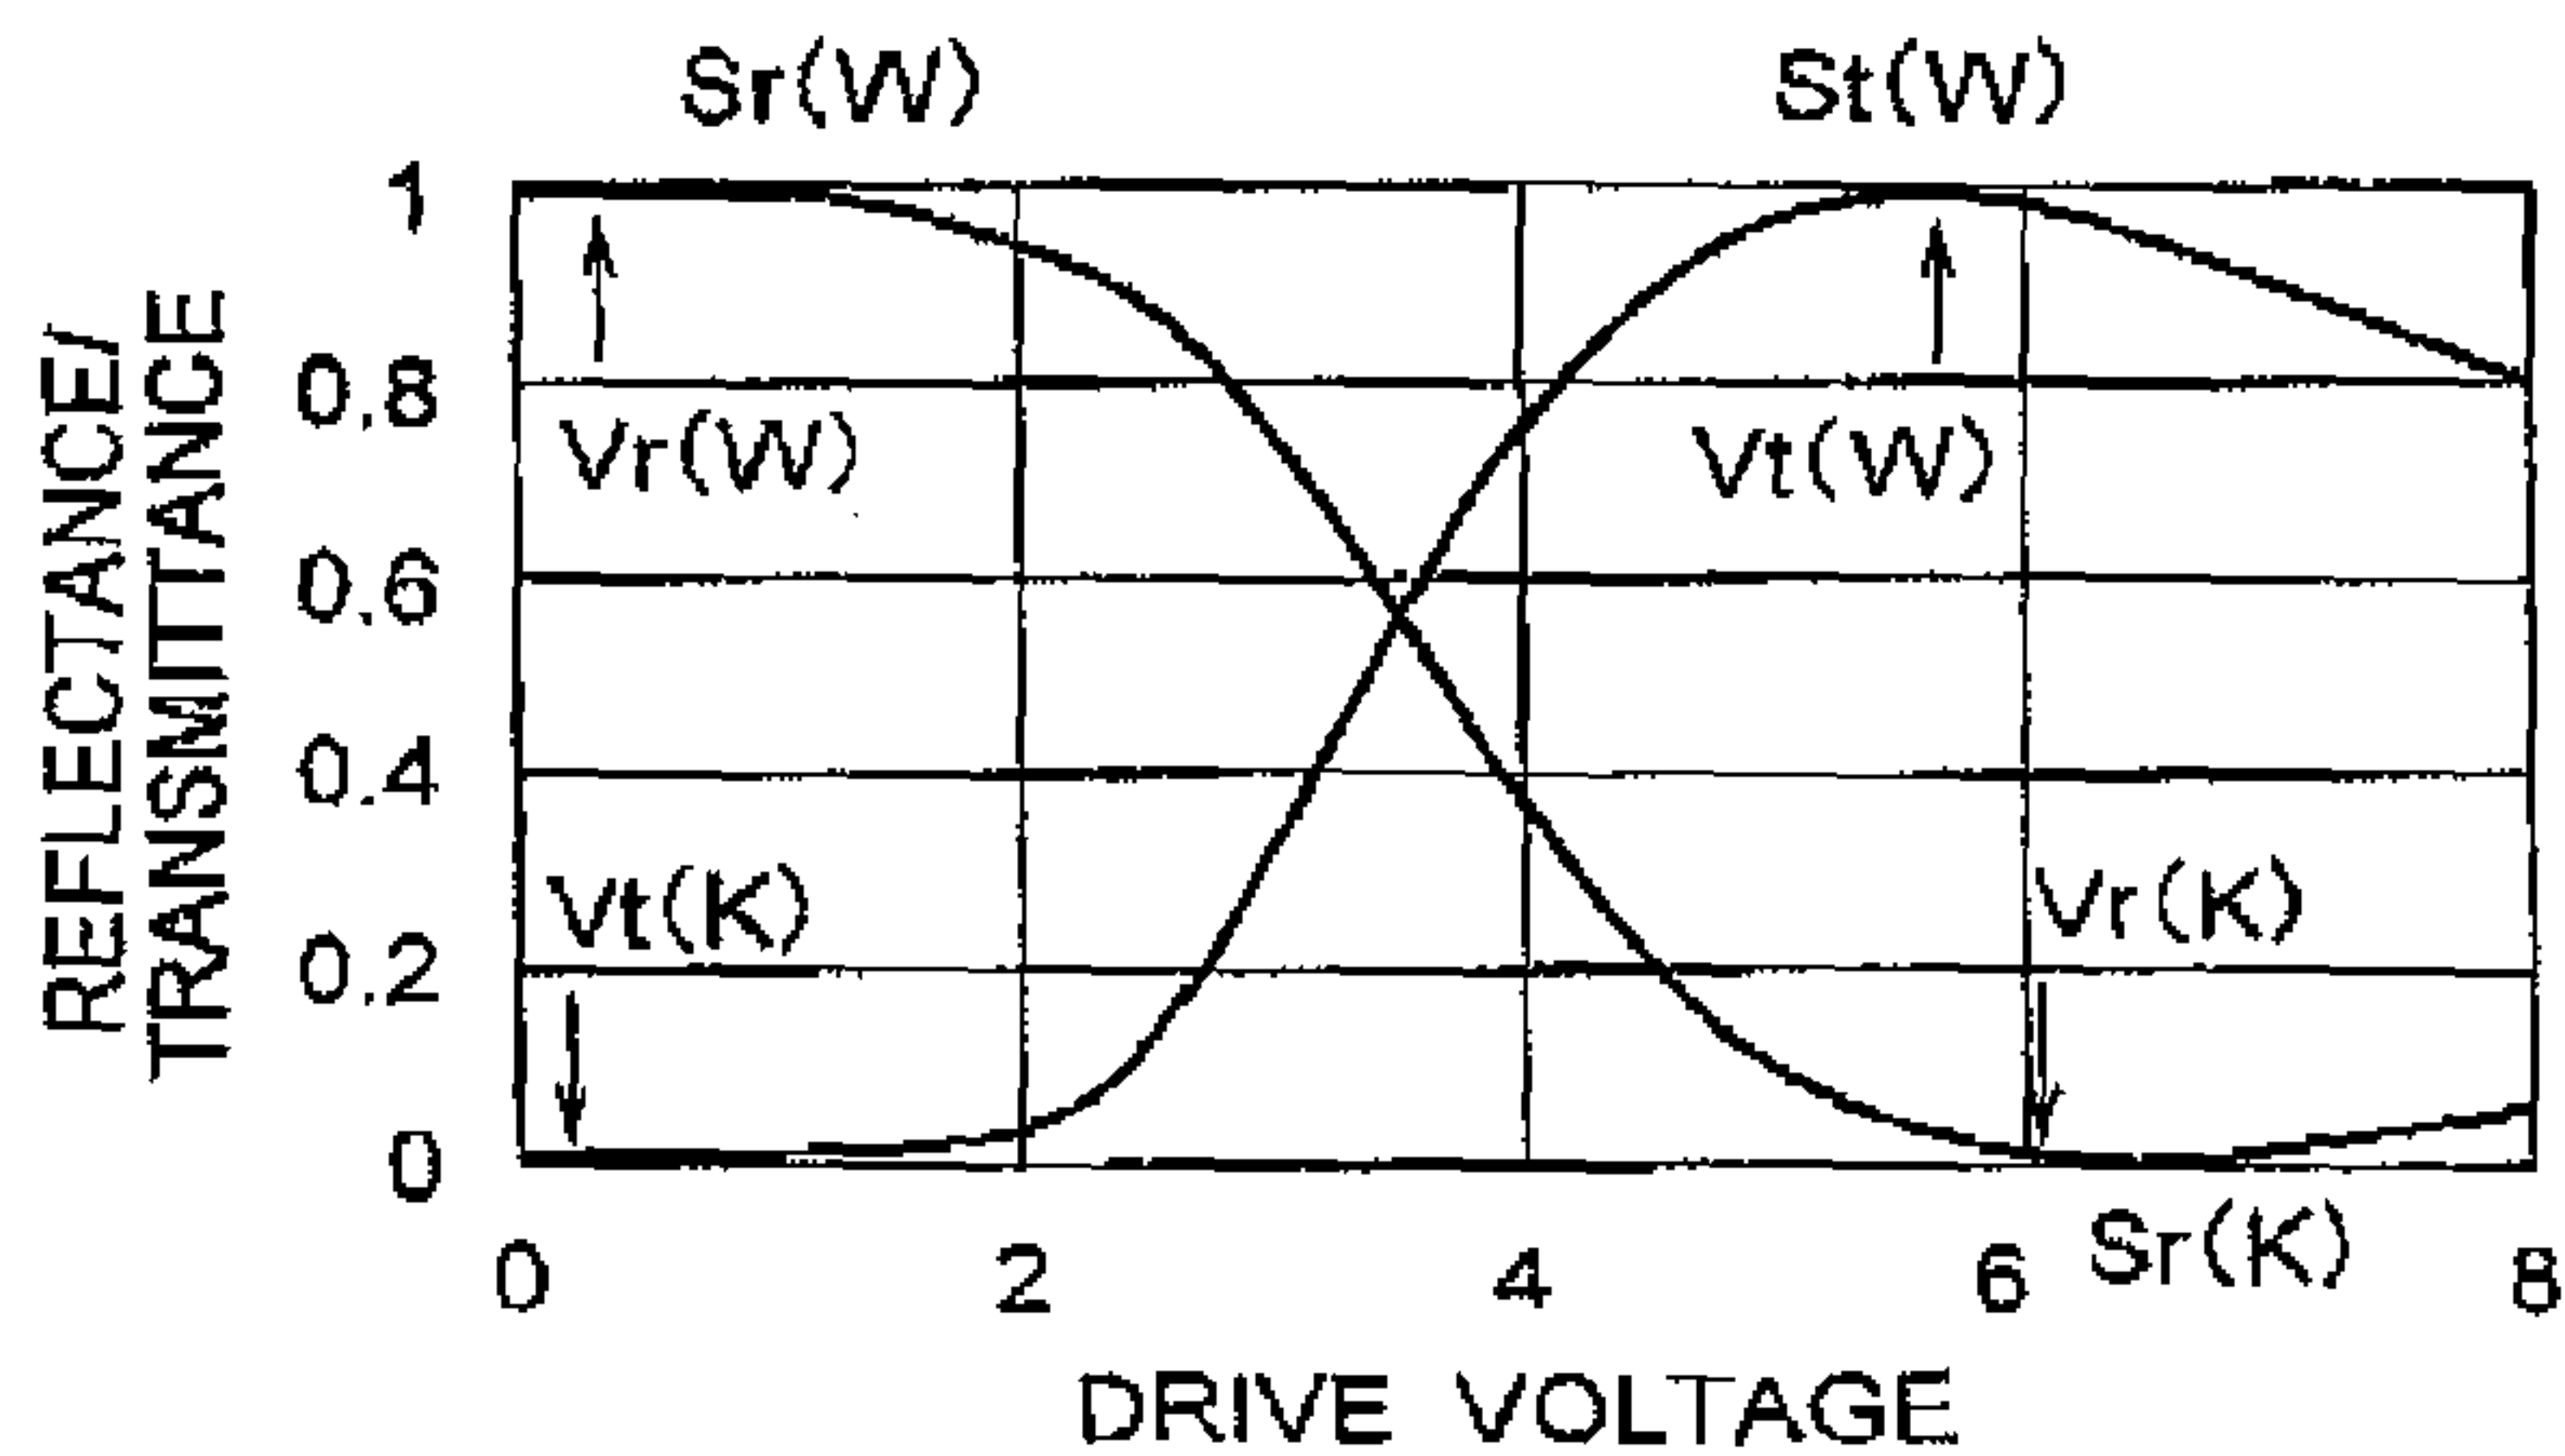 Sr(W) St(W)
1
0.8
0.6
0.4
0.2
0
REFLECTANCE/
TRANSMITTANCE
Vr(W) Vt(W)
Vt(K) Vr(K)
Sr(K)
0 2 4 6 8
DRIVE VOLTAGE